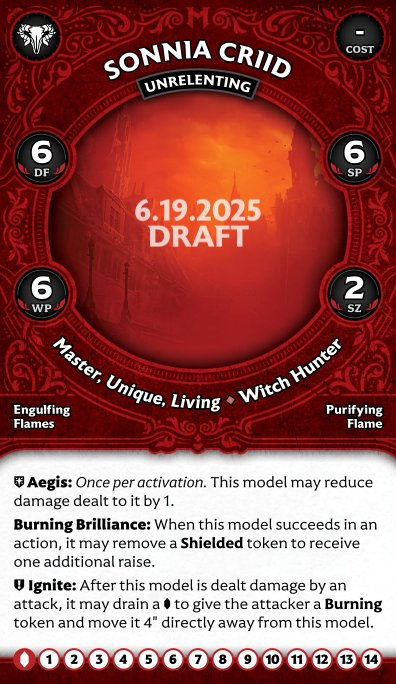 SONNIA CRIID
UNRELENTING
-
COST
6
DF
6
SP
6.19.2025
DRAFT
6
WP
2
SZ
Master, Unique, Living ♦ Witch Hunter
Engulfing
Flames
Purifying
Flame
Aegis: Once per activation. This model may reduce
damage dealt to it by 1.
Burning Brilliance: When this model succeeds in an
action, it may remove a Shielded token to receive
one additional raise.
Ignite: After this model is dealt damage by an
attack, it may drain a to give the attacker a Burning
token and move it 4" directly away from this model.
1 2 3 4 5 6 7 8 9 10 11 12 13 14